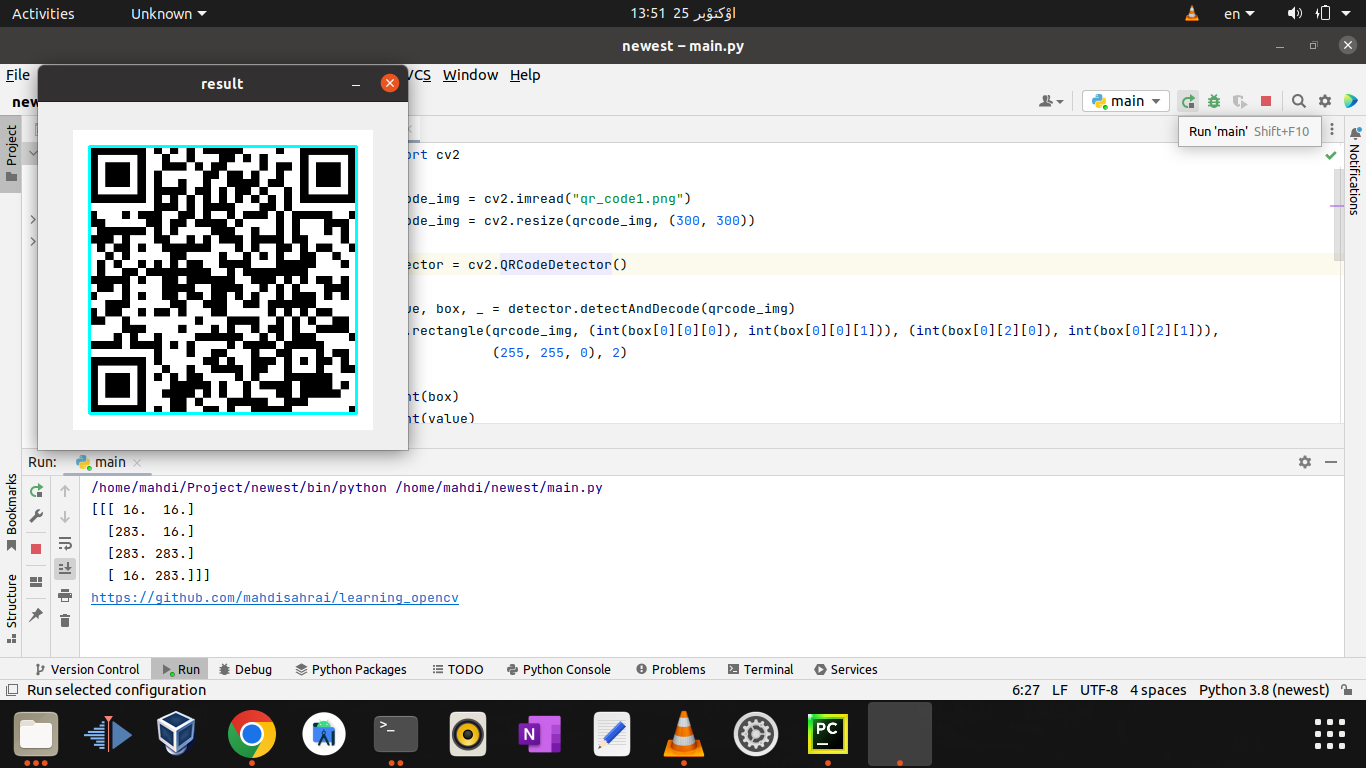 Activities
Unknown
اۆکتوْبر 25 13:51
en
newest – main.py
File
VCS Window Help
result
new
main
Run 'main' Shift+F10
Project
Notifications
ort cv2
ode_img = cv2.imread("qr_code1.png")
ode_img = cv2.resize(qrcode_img, (300, 300))
ector = cv2.QRCodeDetector()
ue, box, _ = detector.detectAndDecode(qrcode_img)
.rectangle(qrcode_img, (int(box[0][0][0]), int(box[0][0][1])), (int(box[0][2][0]), int(box[0][2][1])),
(255, 255, 0), 2)
nt(box)
nt(value)
Run: main
Bookmarks
Structure
/home/mahdi/Project/newest/bin/python /home/mahdi/newest/main.py
[[[ 16.  16.]
[283.  16.]
[283. 283.]
[ 16. 283.]]]
https://github.com/mahdisahrai/learning_opencv
Version Control Run Debug Python Packages TODO Python Console Problems Terminal Services
Run selected configuration
6:27 LF UTF-8 4 spaces Python 3.8 (newest)
>_
N
PC